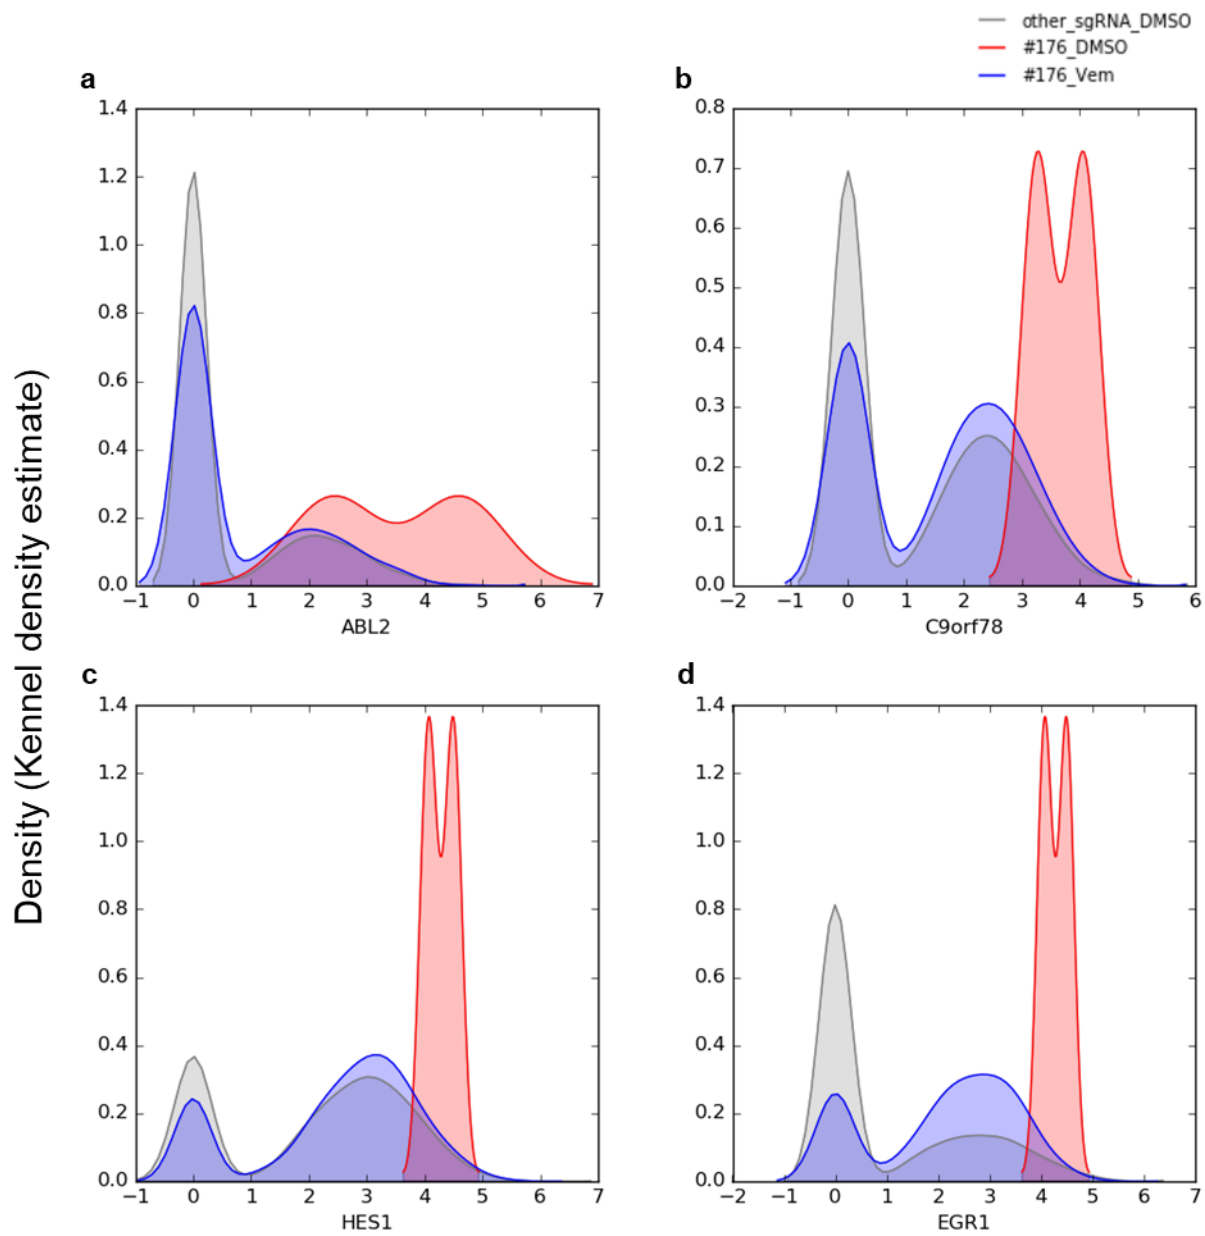 other_sgRNA_DMSO
#176_DMSO
#176_Vem
a
b
1.4
1.2
1.0
0.8
0.6
0.4
0.2
0.0
−1 0 1 2 3 4 5 6 7
ABL2
0.8
0.7
0.6
0.5
0.4
0.3
0.2
0.1
0.0
−2 −1 0 1 2 3 4 5 6
C9orf78
Density (Kennel density estimate)
c
d
1.4
1.2
1.0
0.8
0.6
0.4
0.2
0.0
−1 0 1 2 3 4 5 6 7
HES1
1.4
1.2
1.0
0.8
0.6
0.4
0.2
0.0
−2 −1 0 1 2 3 4 5 6 7
EGR1